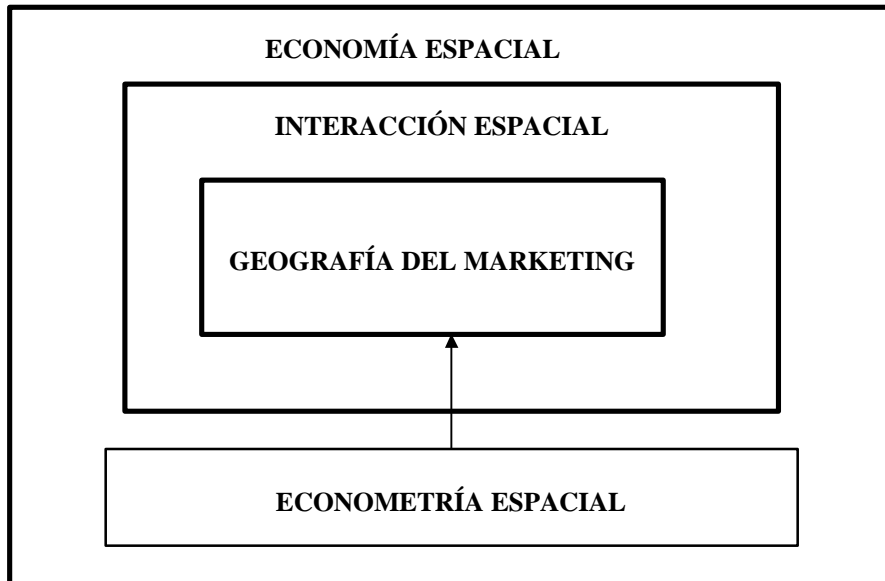 ECONOMÍA ESPACIAL
INTERACCIÓN ESPACIAL
GEOGRAFÍA DEL MARKETING
ECONOMETRÍA ESPACIAL